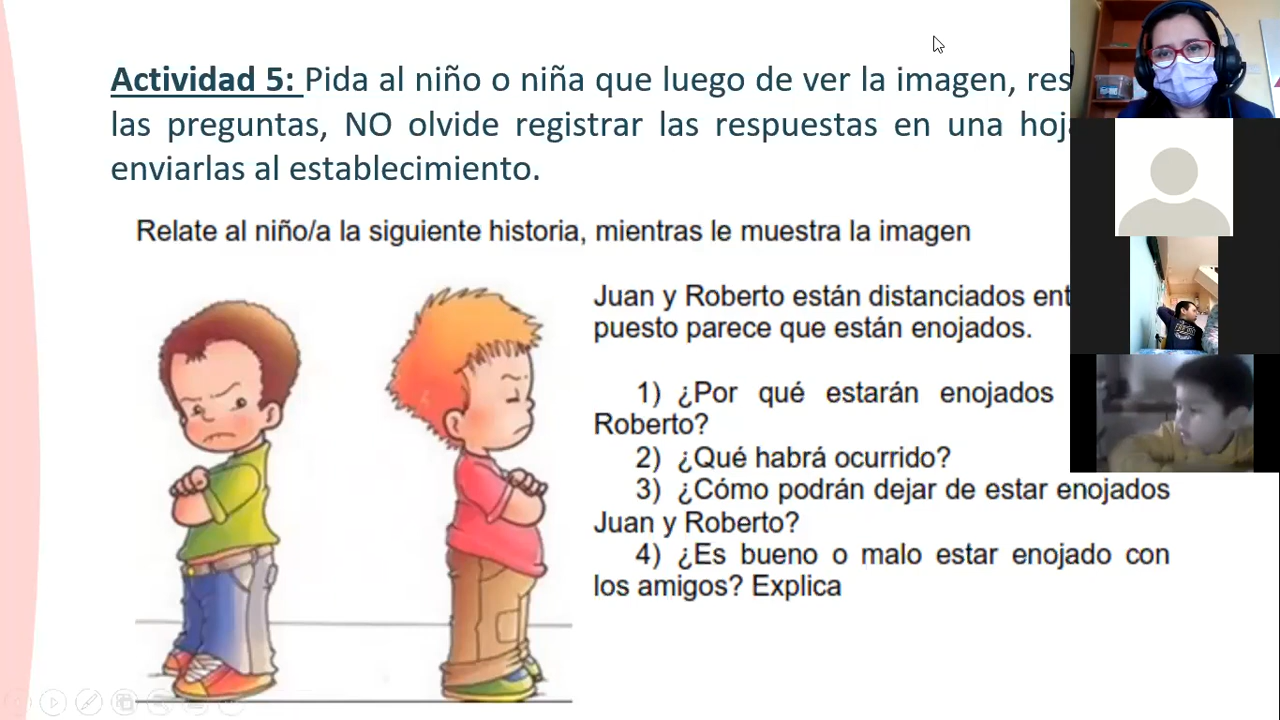 Actividad 5: Pida al niño o niña que luego de ver la imagen,
las preguntas, NO olvide registrar las respuestas en una
enviarlas al establecimiento.
Relate al niño/a la siguiente historia, mientras le muestra la imagen
Juan y Roberto están distanciados
puesto parece que están enojados.
1) ¿Por qué estarán enojados
Roberto?
2) ¿Qué habrá ocurrido?
3) ¿Cómo podrán dejar de estar enojados
Juan y Roberto?
4) ¿Es bueno o malo estar enojado con
los amigos? Explica